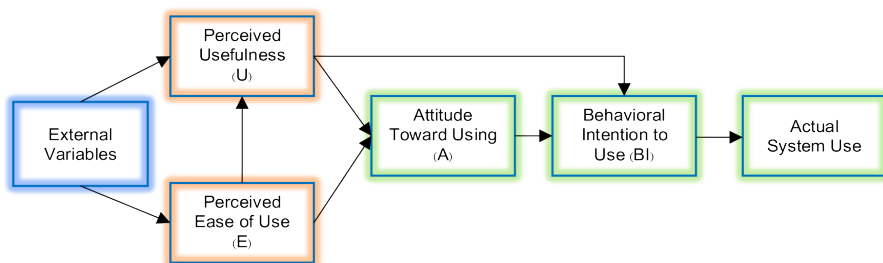 Perceived
Usefulness
(U)
External
Variables
Perceived
Ease of Use
(E)
Attitude
Toward Using
(A)
Behavioral
Intention to
Use (BI)
Actual
System Use